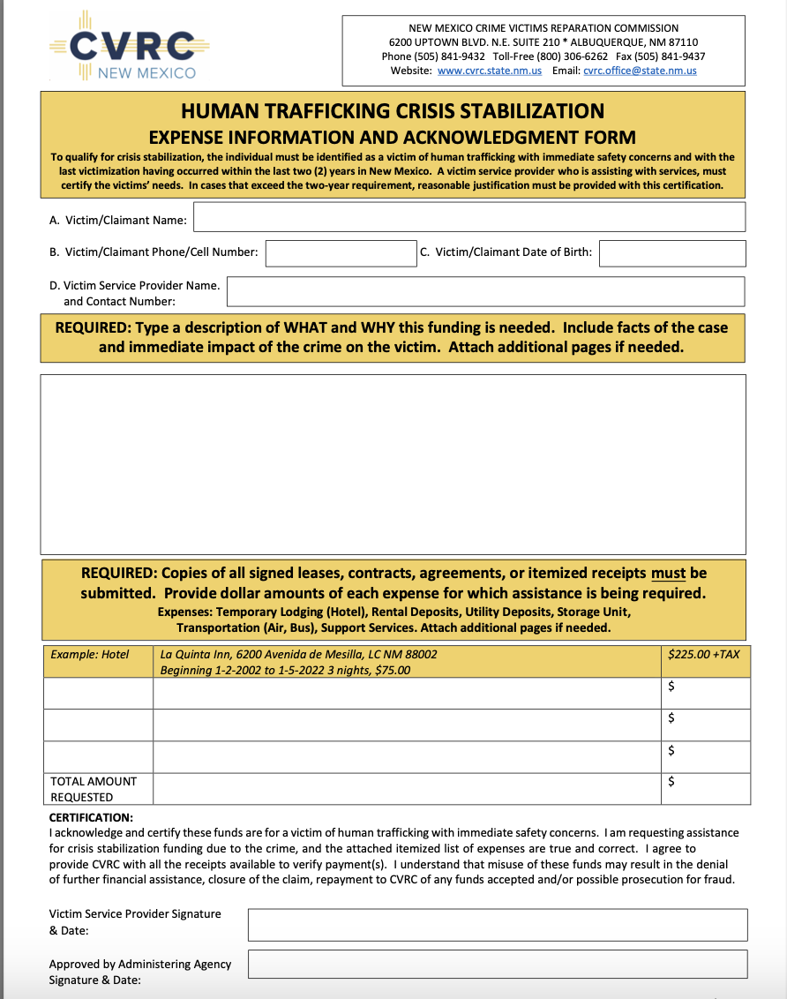 CVRC
NEW MEXICO
NEW MEXICO CRIME VICTIMS REPARATION COMMISSION
6200 UPTOWN BLVD. N.E. SUITE 210 * ALBUQUERQUE, NM 87110
Phone (505) 841-9432 Toll-Free (800) 306-6262 Fax (505) 841-9437
Website: www.cvrc.state.nm.us Email: cvrc.office@state.nm.us
HUMAN TRAFFICKING CRISIS STABILIZATION
EXPENSE INFORMATION AND ACKNOWLEDGMENT FORM
To qualify for crisis stabilization, the individual must be identified as a victim of human trafficking with immediate safety concerns and with the
last victimization having occurred within the last two (2) years in New Mexico. A victim service provider who is assisting with services, must
certify the victims’ needs. In cases that exceed the two-year requirement, reasonable justification must be provided with this certification.
A. Victim/Claimant Name:
B. Victim/Claimant Phone/Cell Number:
C. Victim/Claimant Date of Birth:
D. Victim Service Provider Name.
and Contact Number:
REQUIRED: Type a description of WHAT and WHY this funding is needed. Include facts of the case
and immediate impact of the crime on the victim. Attach additional pages if needed.
REQUIRED: Copies of all signed leases, contracts, agreements, or itemized receipts must be
submitted. Provide dollar amounts of each expense for which assistance is being required.
Expenses: Temporary Lodging (Hotel), Rental Deposits, Utility Deposits, Storage Unit,
Transportation (Air, Bus), Support Services. Attach additional pages if needed.
Example: Hotel
La Quinta Inn, 6200 Avenida de Mesilla, LC NM 88002
Beginning 1-2-2002 to 1-5-2022 3 nights, $75.00
$225.00 +TAX
$
$
$
TOTAL AMOUNT
REQUESTED
$
CERTIFICATION:
I acknowledge and certify these funds are for a victim of human trafficking with immediate safety concerns. I am requesting assistance
for crisis stabilization funding due to the crime, and the attached itemized list of expenses are true and correct. I agree to
provide CVRC with all the receipts available to verify payment(s). I understand that misuse of these funds may result in the denial
of further financial assistance, closure of the claim, repayment to CVRC of any funds accepted and/or possible prosecution for fraud.
Victim Service Provider Signature
& Date:
Approved by Administering Agency
Signature & Date: